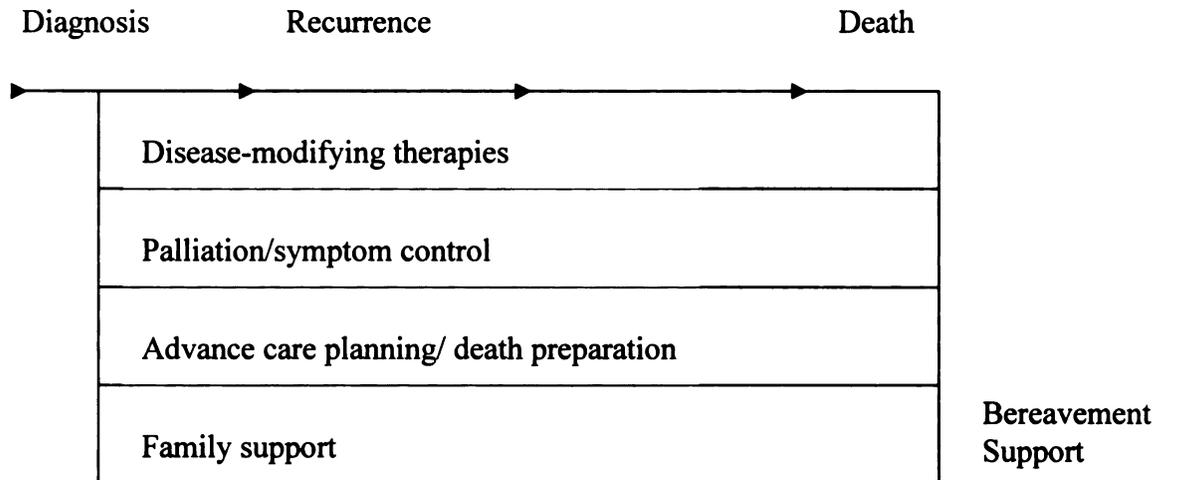 Diagnosis Recurrence Death
Disease-modifying therapies
Palliation/symptom control
Advance care planning/ death preparation
Family support
Bereavement
Support